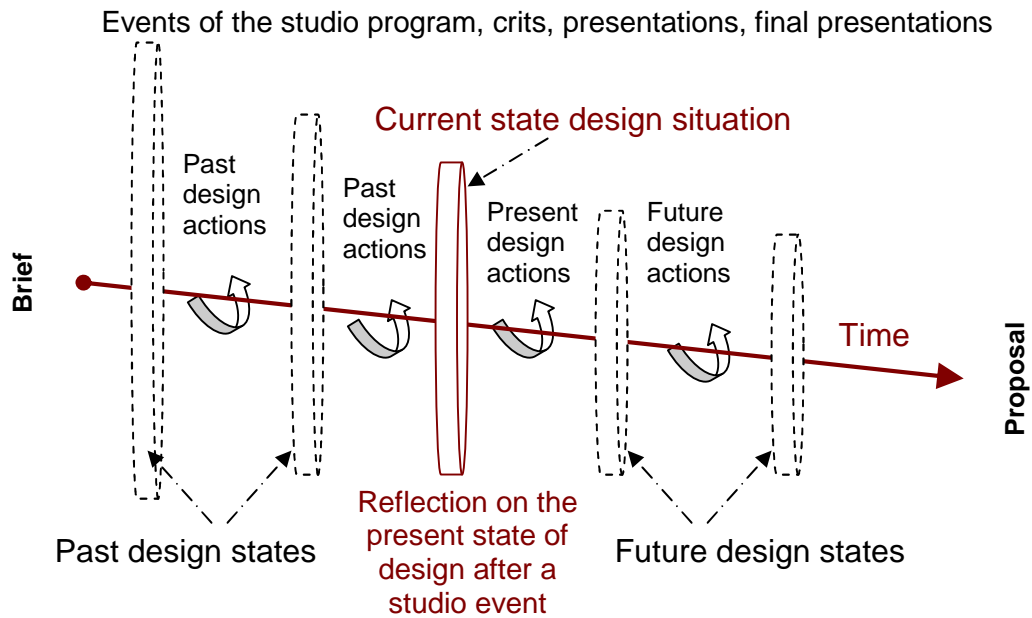 Events of the studio program, crits, presentations, final presentations
Current state design situation
Past
design
actions
Past
design
actions
Present
design
actions
Future
design
actions
Brief
Time
Proposal
Past design states
Reflection on the
present state of
design after a
studio event
Future design states